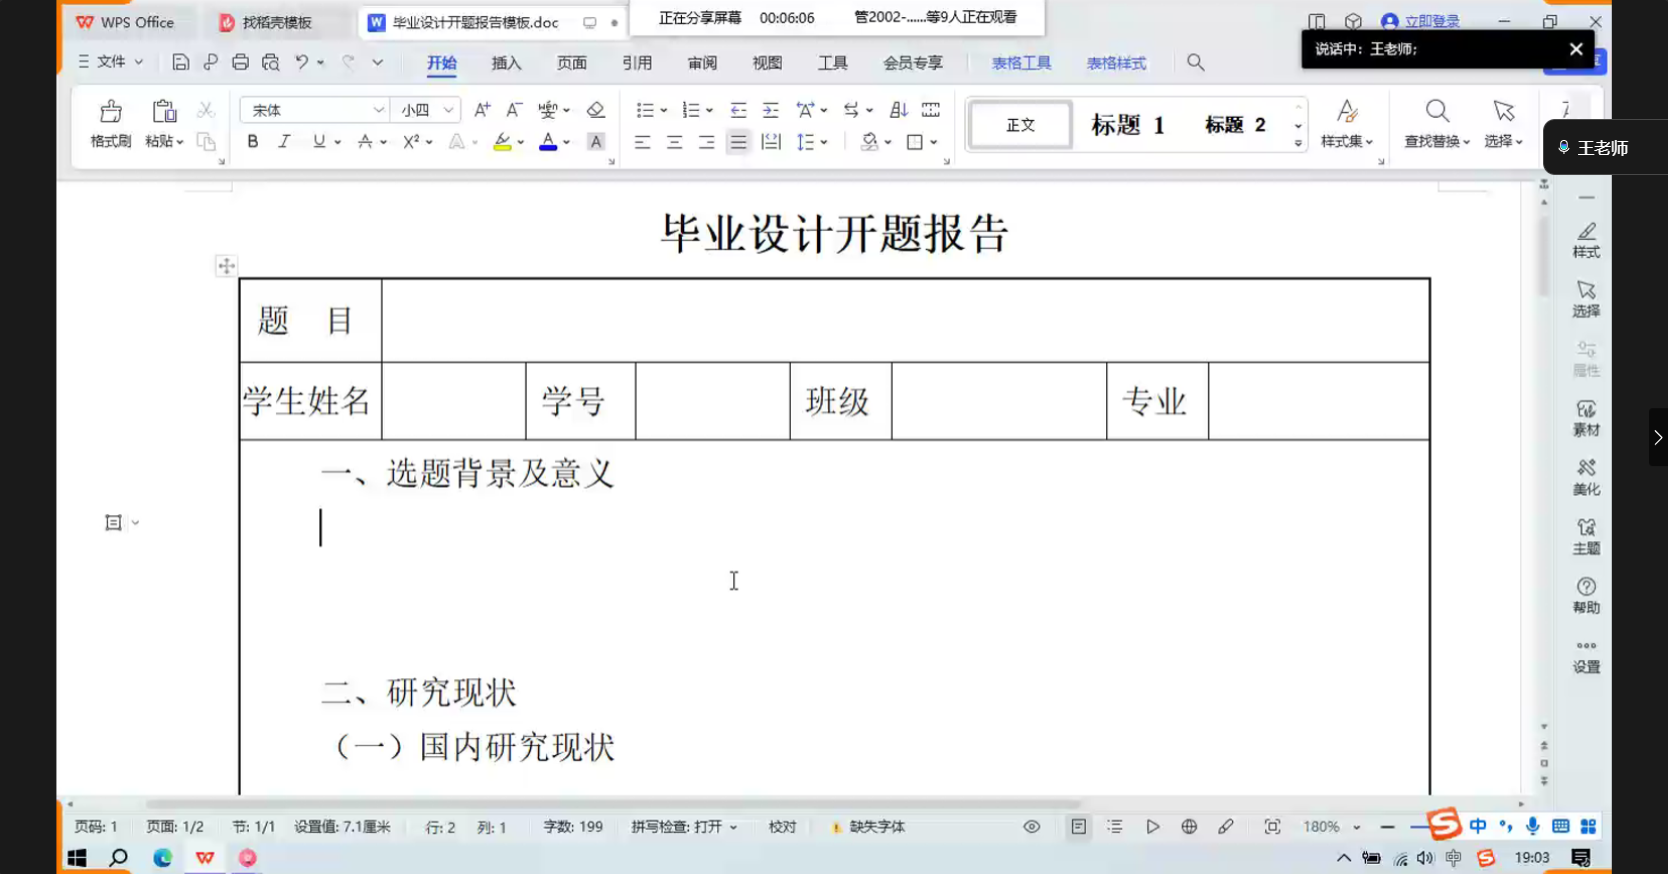 WPS Office
找稻壳模板
毕业设计开题报告模板.doc
正在分享屏幕 00:06:06 管2002-......等9人正在观看
立即登录
说话中：王老师;
文件
开始 插入 页面 引用 审阅 视图 工具 会员专享 表格工具 表格样式
格式刷 粘贴
宋体 小四
正文 标题 1 标题 2
样式集 查找替换 选择
王老师
毕业设计开题报告
题 目
学生姓名 学号 班级 专业
一、选题背景及意义
二、研究现状
（一）国内研究现状
样式
选择
属性
素材
美化
主题
帮助
设置
页码: 1 页面: 1/2 节: 1/1 设置值: 7.1厘米 行: 2 列: 1 字数: 199 拼写检查: 打开 校对 缺失字体 180% 中
中 19:03